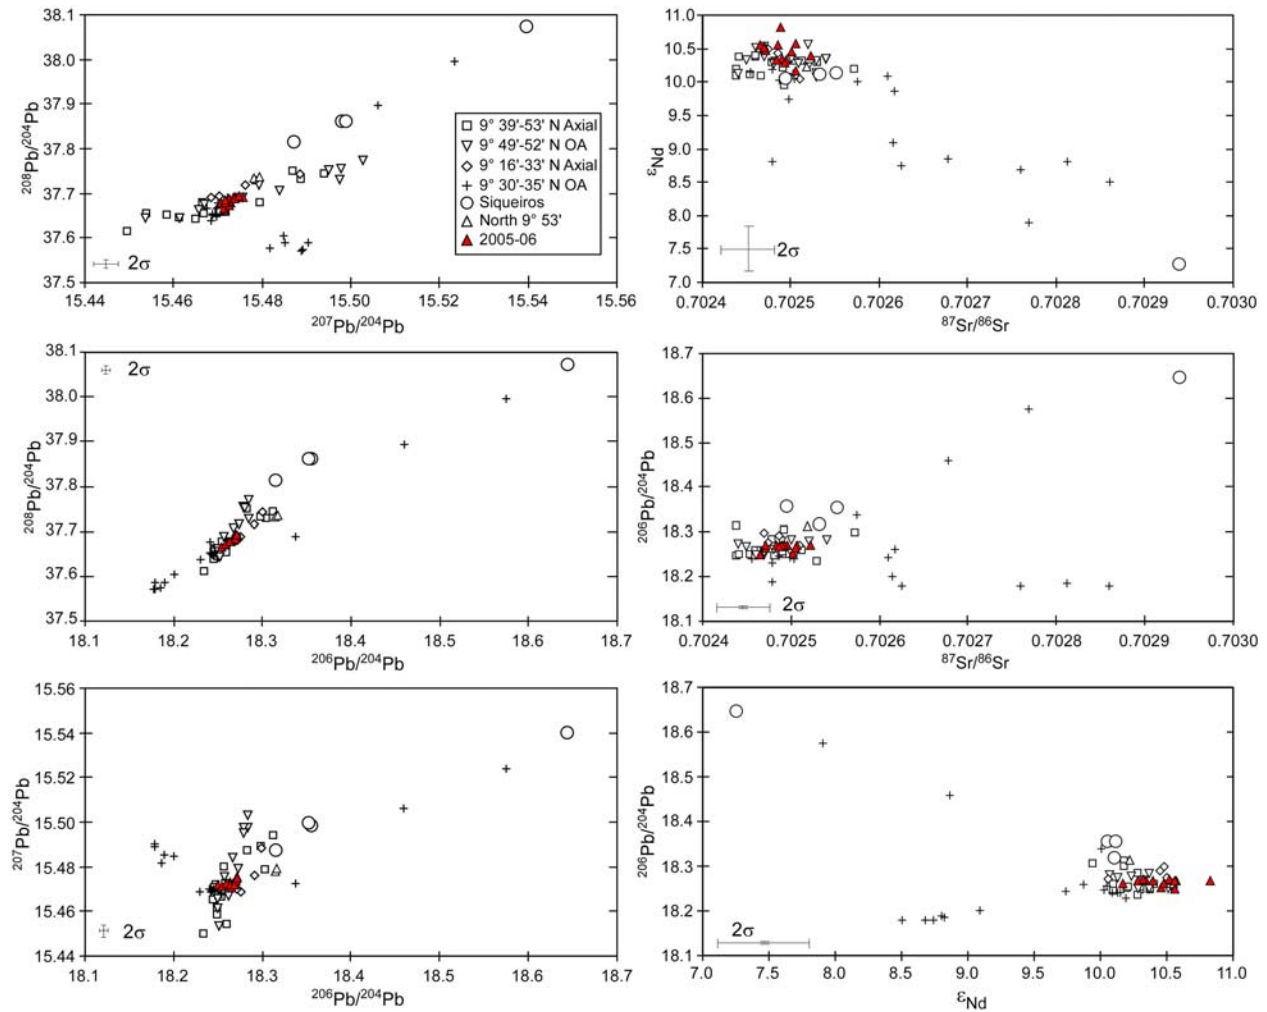 38.1
38.0
37.9
37.8
37.7
37.6
37.5
²⁰⁸Pb/²⁰⁴Pb
9° 39'-53' N Axial
9° 49'-52' N OA
9° 16'-33' N Axial
9° 30'-35' N OA
Siqueiros
North 9° 53'
2005-06
2σ
15.44 15.46 15.48 15.50 15.52 15.54 15.56
²⁰⁷Pb/²⁰⁴Pb
11.0
10.5
10.0
9.5
9.0
8.5
8.0
7.5
7.0
εNd
2σ
0.7024 0.7025 0.7026 0.7027 0.7028 0.7029 0.7030
⁸⁷Sr/⁸⁶Sr
38.1
38.0
37.9
37.8
37.7
37.6
37.5
²⁰⁸Pb/²⁰⁴Pb
2σ
18.1 18.2 18.3 18.4 18.5 18.6 18.7
²⁰⁶Pb/²⁰⁴Pb
18.7
18.6
18.5
18.4
18.3
18.2
18.1
²⁰⁶Pb/²⁰⁴Pb
2σ
0.7024 0.7025 0.7026 0.7027 0.7028 0.7029 0.7030
⁸⁷Sr/⁸⁶Sr
15.56
15.54
15.52
15.50
15.48
15.46
15.44
²⁰⁷Pb/²⁰⁴Pb
2σ
18.1 18.2 18.3 18.4 18.5 18.6 18.7
²⁰⁶Pb/²⁰⁴Pb
18.7
18.6
18.5
18.4
18.3
18.2
18.1
²⁰⁶Pb/²⁰⁴Pb
2σ
7.0 7.5 8.0 8.5 9.0 9.5 10.0 10.5 11.0
εNd